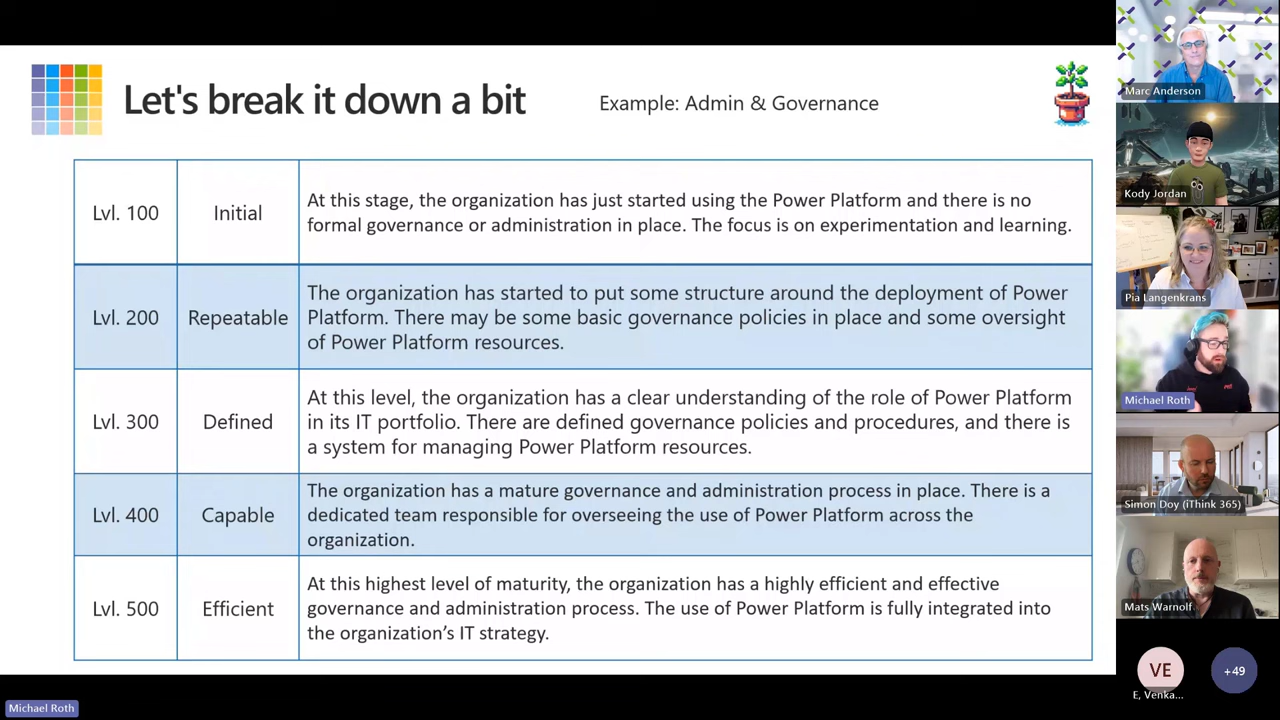 Let's break it down a bit
Example: Admin & Governance
Lvl. 100
Initial
At this stage, the organization has just started using the Power Platform and there is no
formal governance or administration in place. The focus is on experimentation and learning.
Lvl. 200
Repeatable
The organization has started to put some structure around the deployment of Power
Platform. There may be some basic governance policies in place and some oversight
of Power Platform resources.
Lvl. 300
Defined
At this level, the organization has a clear understanding of the role of Power Platform
in its IT portfolio. There are defined governance policies and procedures, and there is
a system for managing Power Platform resources.
Lvl. 400
Capable
The organization has a mature governance and administration process in place. There is a
dedicated team responsible for overseeing the use of Power Platform across the
organization.
Lvl. 500
Efficient
At this highest level of maturity, the organization has a highly efficient and effective
governance and administration process. The use of Power Platform is fully integrated into
the organization’s IT strategy.
Marc Anderson
Kody Jordan
Pia Langenkrans
Michael Roth
Simon Doy (iThink 365)
Mats Warnolf
VE
E, Venka...
+49
Michael Roth